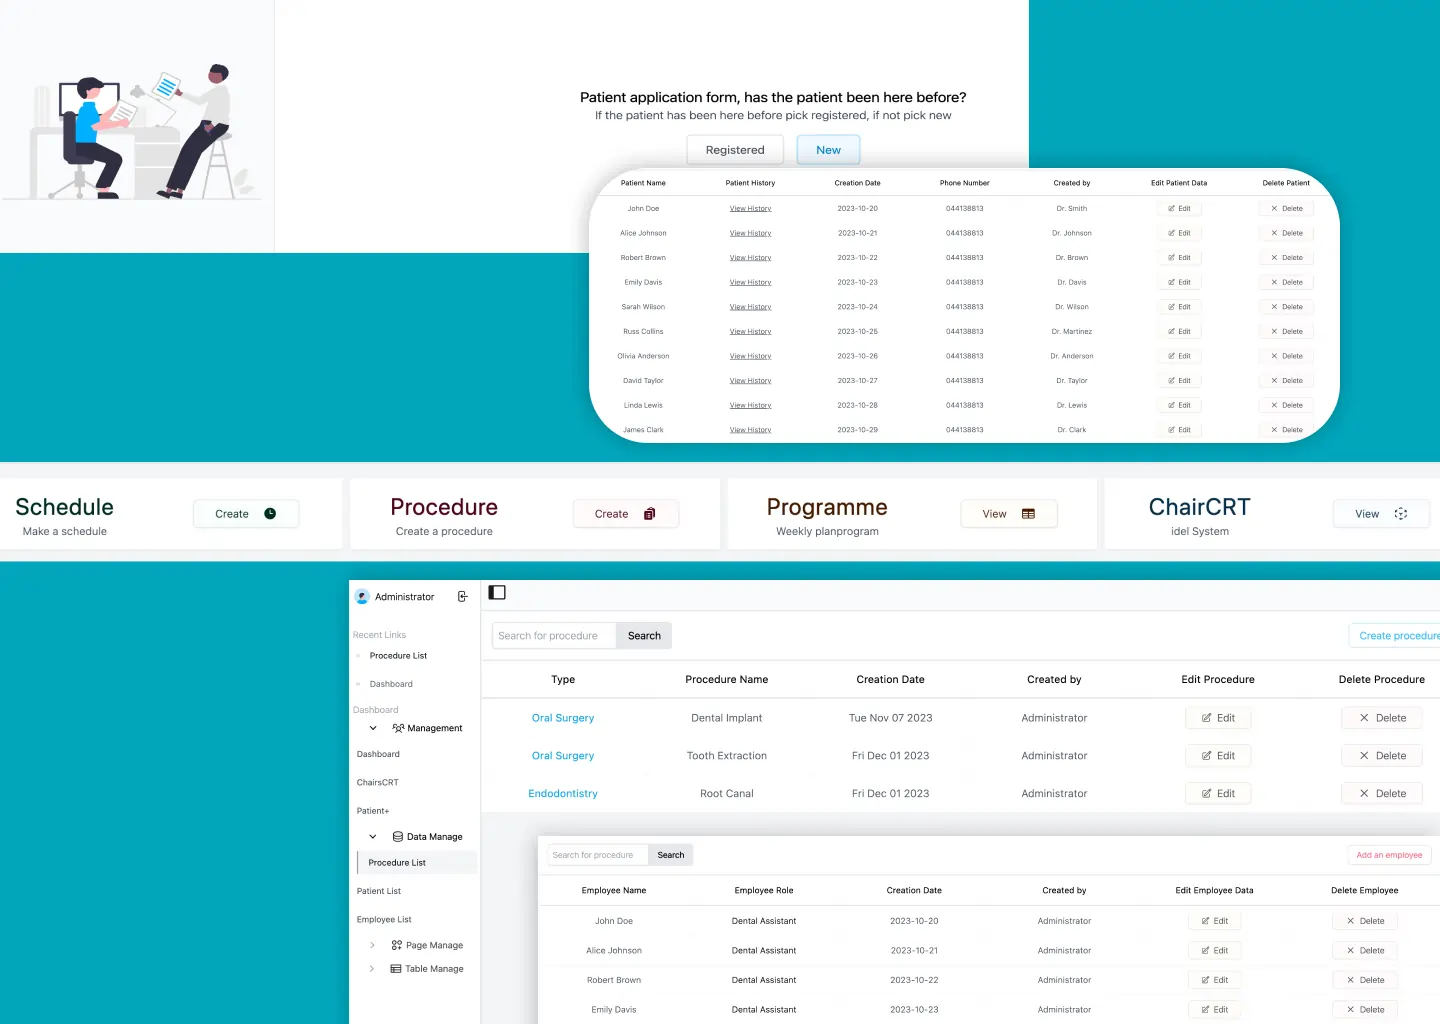 Patient application form, has the patient been here before?
If the patient has been here before pick registered, if not pick new
Registered New
Patient Name Patient History Creation Date Phone Number Created by Edit Patient Data Delete Patient
John Doe View History 2023-10-20 044138813 Dr. Smith Edit Delete
Alice Johnson View History 2023-10-21 044138813 Dr. Johnson Edit Delete
Robert Brown View History 2023-10-22 044138813 Dr. Brown Edit Delete
Emily Davis View History 2023-10-23 044138813 Dr. Davis Edit Delete
Sarah Wilson View History 2023-10-24 044138813 Dr. Wilson Edit Delete
Russ Collins View History 2023-10-25 044138813 Dr. Martinez Edit Delete
Olivia Anderson View History 2023-10-26 044138813 Dr. Anderson Edit Delete
David Taylor View History 2023-10-27 044138813 Dr. Taylor Edit Delete
Linda Lewis View History 2023-10-28 044138813 Dr. Lewis Edit Delete
James Clark View History 2023-10-29 044138813 Dr. Clark Edit Delete
Schedule
Make a schedule
Create
Procedure
Create a procedure
Create
Programme
Weekly planprogram
View
ChairCRT
idel System
View
Administrator
Recent Links
Procedure List
Dashboard
Dashboard
Management
Dashboard
ChairsCRT
Patient+
Data Manage
Procedure List
Patient List
Employee List
Page Manage
Table Manage
Search for procedure Search Create procedure
Type Procedure Name Creation Date Created by Edit Procedure Delete Procedure
Oral Surgery Dental Implant Tue Nov 07 2023 Administrator Edit Delete
Oral Surgery Tooth Extraction Fri Dec 01 2023 Administrator Edit Delete
Endodontistry Root Canal Fri Dec 01 2023 Administrator Edit Delete
Search for procedure Search Add an employee
Employee Name Employee Role Creation Date Created by Edit Employee Data Delete Employee
John Doe Dental Assistant 2023-10-20 Administrator Edit Delete
Alice Johnson Dental Assistant 2023-10-21 Administrator Edit Delete
Robert Brown Dental Assistant 2023-10-22 Administrator Edit Delete
Emily Davis Dental Assistant 2023-10-23 Administrator Edit Delete